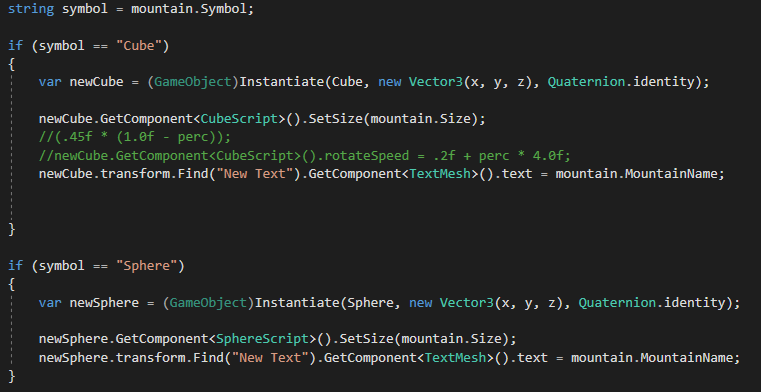 string symbol = mountain.Symbol;
if (symbol == "Cube")
{
var newCube = (GameObject)Instantiate(Cube, new Vector3(x, y, z), Quaternion.identity);
newCube.GetComponent<CubeScript>().SetSize(mountain.Size);
//(.45f * (1.0f - perc));
//newCube.GetComponent<CubeScript>().rotateSpeed = .2f + perc * 4.0f;
newCube.transform.Find("New Text").GetComponent<TextMesh>().text = mountain.MountainName;
}
if (symbol == "Sphere")
{
var newSphere = (GameObject)Instantiate(Sphere, new Vector3(x, y, z), Quaternion.identity);
newSphere.GetComponent<SphereScript>().SetSize(mountain.Size);
newSphere.transform.Find("New Text").GetComponent<TextMesh>().text = mountain.MountainName;
}